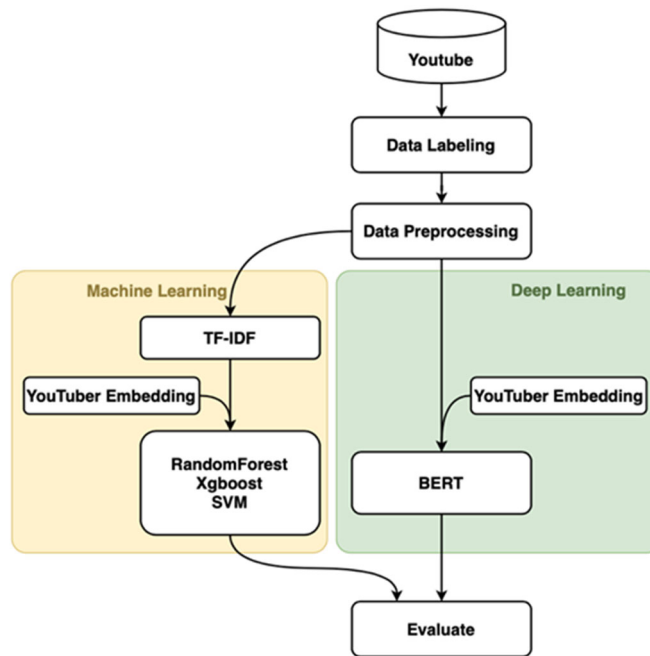 Youtube
Data Labeling
Data Preprocessing
Machine Learning
Deep Learning
TF-IDF
YouTuber Embedding
YouTuber Embedding
RandomForest
Xgboost
SVM
BERT
Evaluate